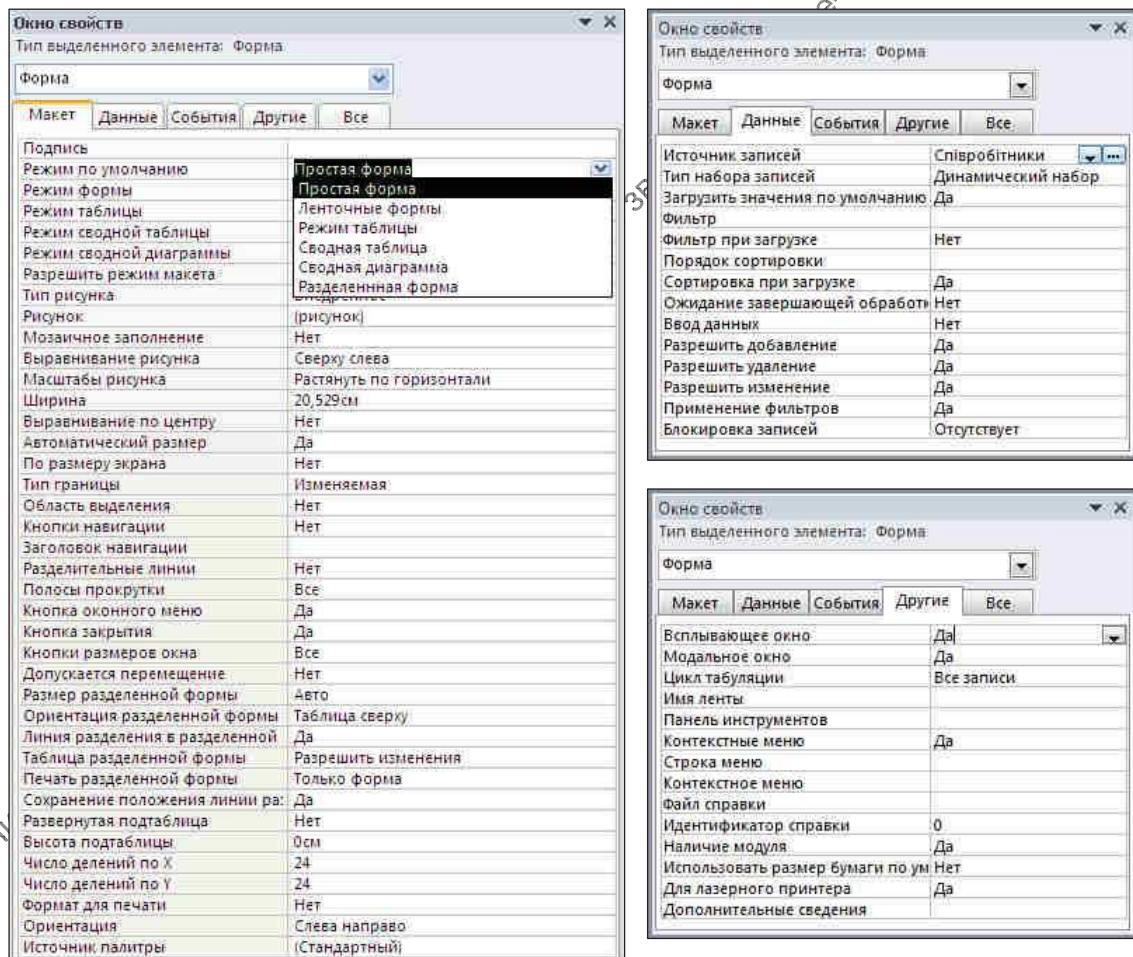 Окно свойств
Тип выделенного элемента: Форма
Форма
Макет Данные События Другие Все
Подпись
Режим по умолчанию Простая форма
Режим формы Простая форма
Режим таблицы Ленточные формы
Режим сводной таблицы Режим таблицы
Режим сводной диаграммы Сводная таблица
Разрешить режим макета Сводная диаграмма
Тип рисунка Разделеннная форма
Рисунок (рисунок)
Мозаичное заполнение Нет
Выравнивание рисунка Сверху слева
Масштабы рисунка Растянуть по горизонтали
Ширина 20,529см
Выравнивание по центру Нет
Автоматический размер Да
По размеру экрана Нет
Тип границы Изменяемая
Область выделения Нет
Кнопки навигации Нет
Заголовок навигации
Разделительные линии Нет
Полосы прокрутки Все
Кнопка оконного меню Да
Кнопка закрытия Да
Кнопки размеров окна Все
Допускается перемещение Нет
Размер разделенной формы Авто
Ориентация разделенной формы Таблица сверху
Линия разделения в разделенной Да
Таблица разделенной формы Разрешить изменения
Печать разделенной формы Только форма
Сохранение положения линии ра: Да
Развернутая подтаблица Нет
Высота подтаблицы 0см
Число делений по X 24
Число делений по Y 24
Формат для печати Нет
Ориентация Слева направо
Источник палитры (Стандартный)
Окно свойств
Тип выделенного элемента: Форма
Форма
Макет Данные События Другие Все
Источник записей Співробітники
Тип набора записей Динамический набор
Загрузить значения по умолчанию Да
Фильтр
Фильтр при загрузке Нет
Порядок сортировки
Сортировка при загрузке Да
Ожидание завершающей обработк Нет
Ввод данных Нет
Разрешить добавление Да
Разрешить удаление Да
Разрешить изменение Да
Применение фильтров Да
Блокировка записей Отсутствует
Окно свойств
Тип выделенного элемента: Форма
Форма
Макет Данные События Другие Все
Всплывающее окно Да
Модальное окно Да
Цикл табуляции Все записи
Имя ленты
Панель инструментов
Контекстные меню Да
Строка меню
Контекстное меню
Файл справки
Идентификатор справки 0
Наличие модуля Да
Использовать размер бумаги по ум Нет
Для лазерного принтера Да
Дополнительные сведения